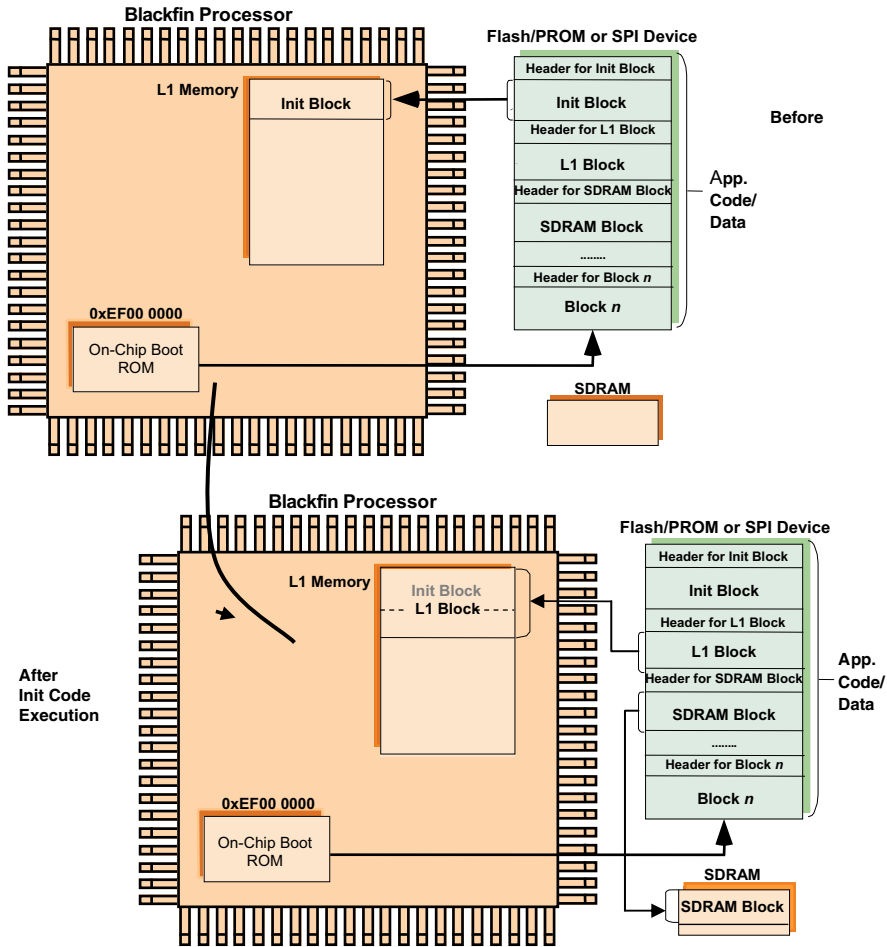 Blackfin Processor
Flash/PROM or SPI Device
L1 Memory
Init Block
Header for Init Block
Init Block
Header for L1 Block
L1 Block
Header for SDRAM Block
SDRAM Block
........
Header for Block n
Block n
Before
App.
Code/
Data
0xEF00 0000
On-Chip Boot
ROM
SDRAM
Blackfin Processor
Flash/PROM or SPI Device
L1 Memory
Init Block
L1 Block
Header for Init Block
Init Block
Header for L1 Block
L1 Block
Header for SDRAM Block
SDRAM Block
........
Header for Block n
Block n
App.
Code/
Data
After
Init Code
Execution
0xEF00 0000
On-Chip Boot
ROM
SDRAM
SDRAM Block